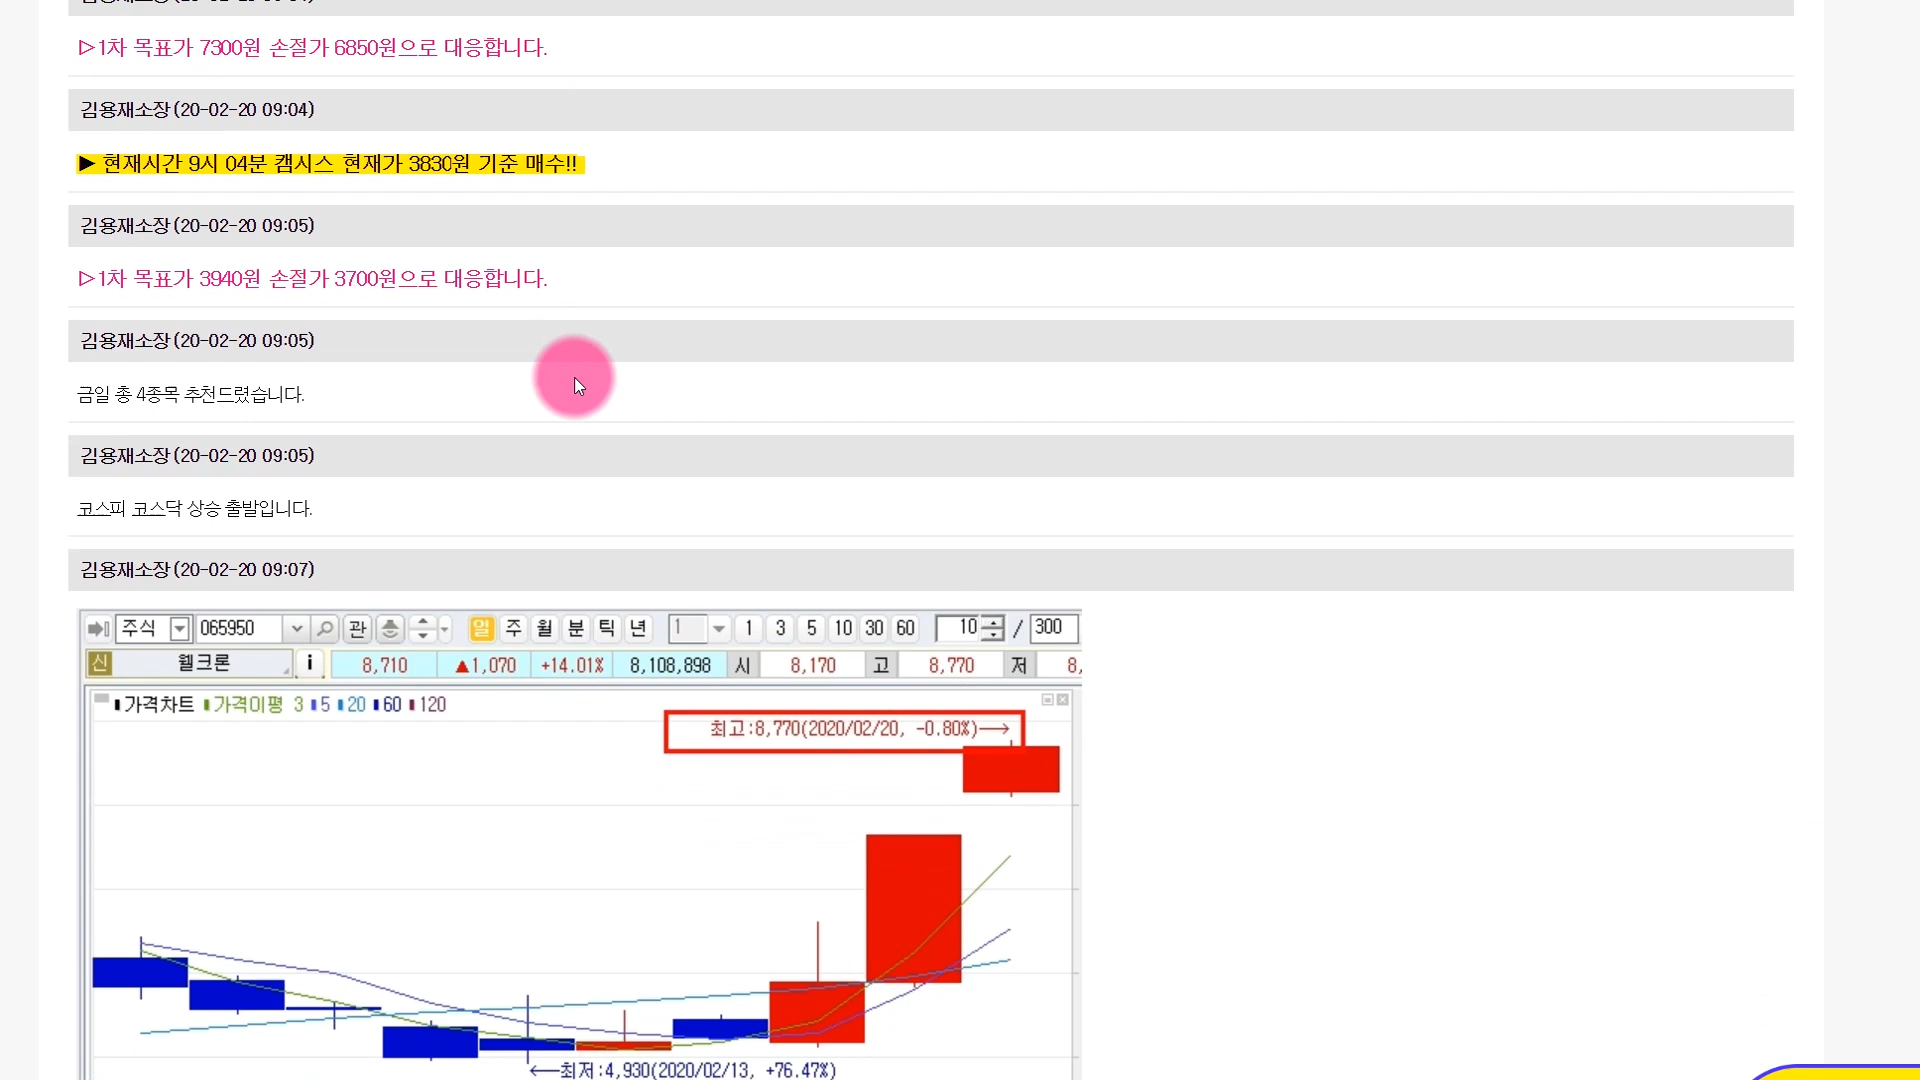 ▷1차 목표가 7300원 손절가 6850원으로 대응합니다.
김용재소장(20-02-20 09:04)
▶ 현재시간 9시 04분 캠시스 현재가 3830원 기준 매수!!
김용재소장(20-02-20 09:05)
▷1차 목표가 3940원 손절가 3700원으로 대응합니다.
김용재소장(20-02-20 09:05)
금일 총 4종목 추천드렸습니다.
김용재소장(20-02-20 09:05)
코스피 코스닥 상승 출발입니다.
김용재소장(20-02-20 09:07)
주식 065950 관 일 주 월 분 틱 년 1 1 3 5 10 30 60 10 / 300
신 웰크론 i 8,710 ▲1,070 +14.01% 8,108,898 시 8,170 고 8,770 저 8,
가격차트 가격이평 3 5 20 60 120
최고:8,770(2020/02/20, -0.80%)→
←최저:4,930(2020/02/13, +76.47%)